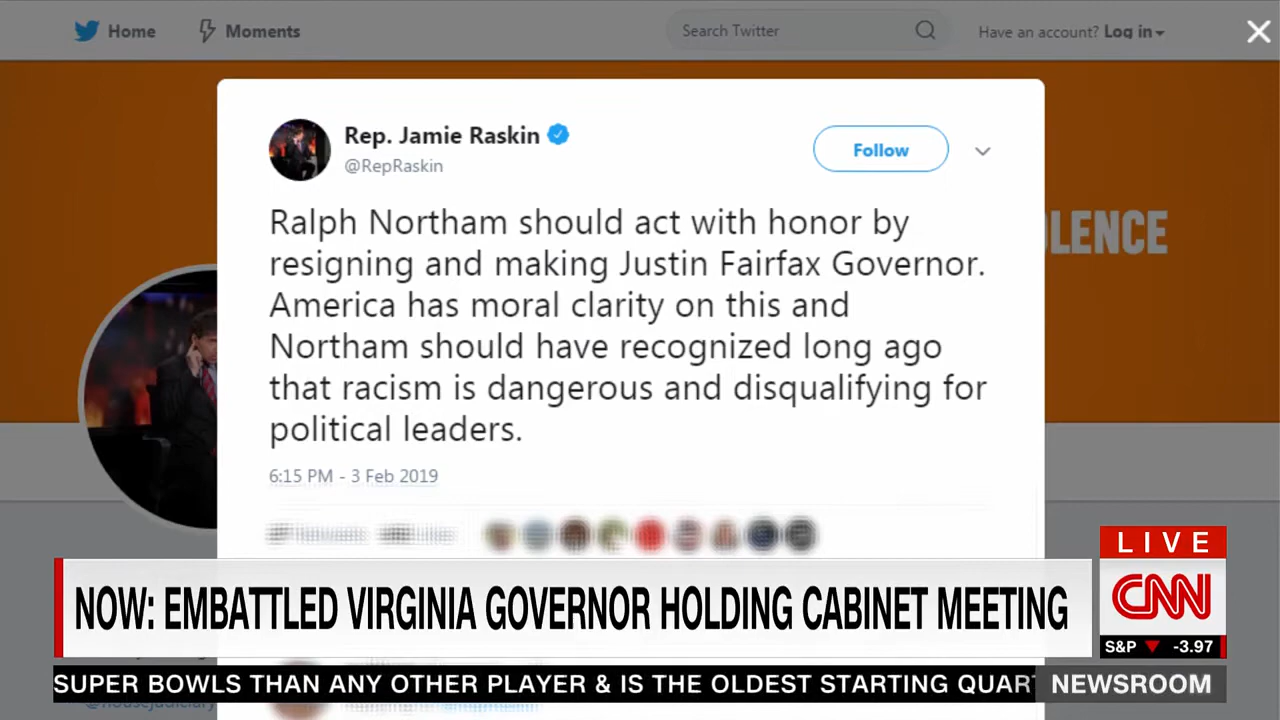 Home
Moments
Search Twitter
Have an account? Log in
Rep. Jamie Raskin
@RepRaskin
Follow
Ralph Northam should act with honor by
resigning and making Justin Fairfax Governor.
America has moral clarity on this and
Northam should have recognized long ago
that racism is dangerous and disqualifying for
political leaders.
6:15 PM - 3 Feb 2019
OLENCE
LIVE
CNN
NOW: EMBATTLED VIRGINIA GOVERNOR HOLDING CABINET MEETING
S&P -3.97
SUPER BOWLS THAN ANY OTHER PLAYER & IS THE OLDEST STARTING QUAR
NEWSROOM
@housejudiciary